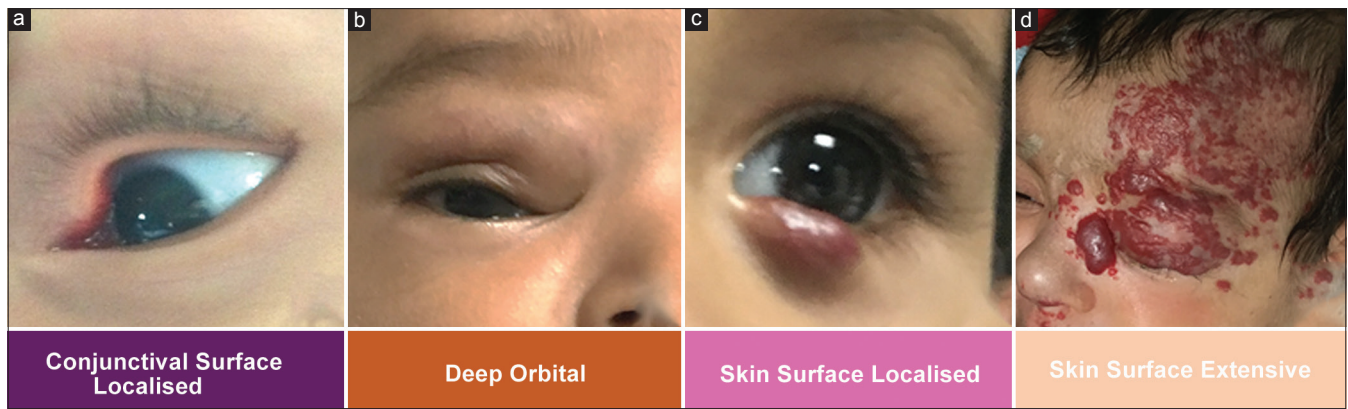 a
b
c
d
Conjunctival Surface
Localised
Deep Orbital
Skin Surface Localised
Skin Surface Extensive